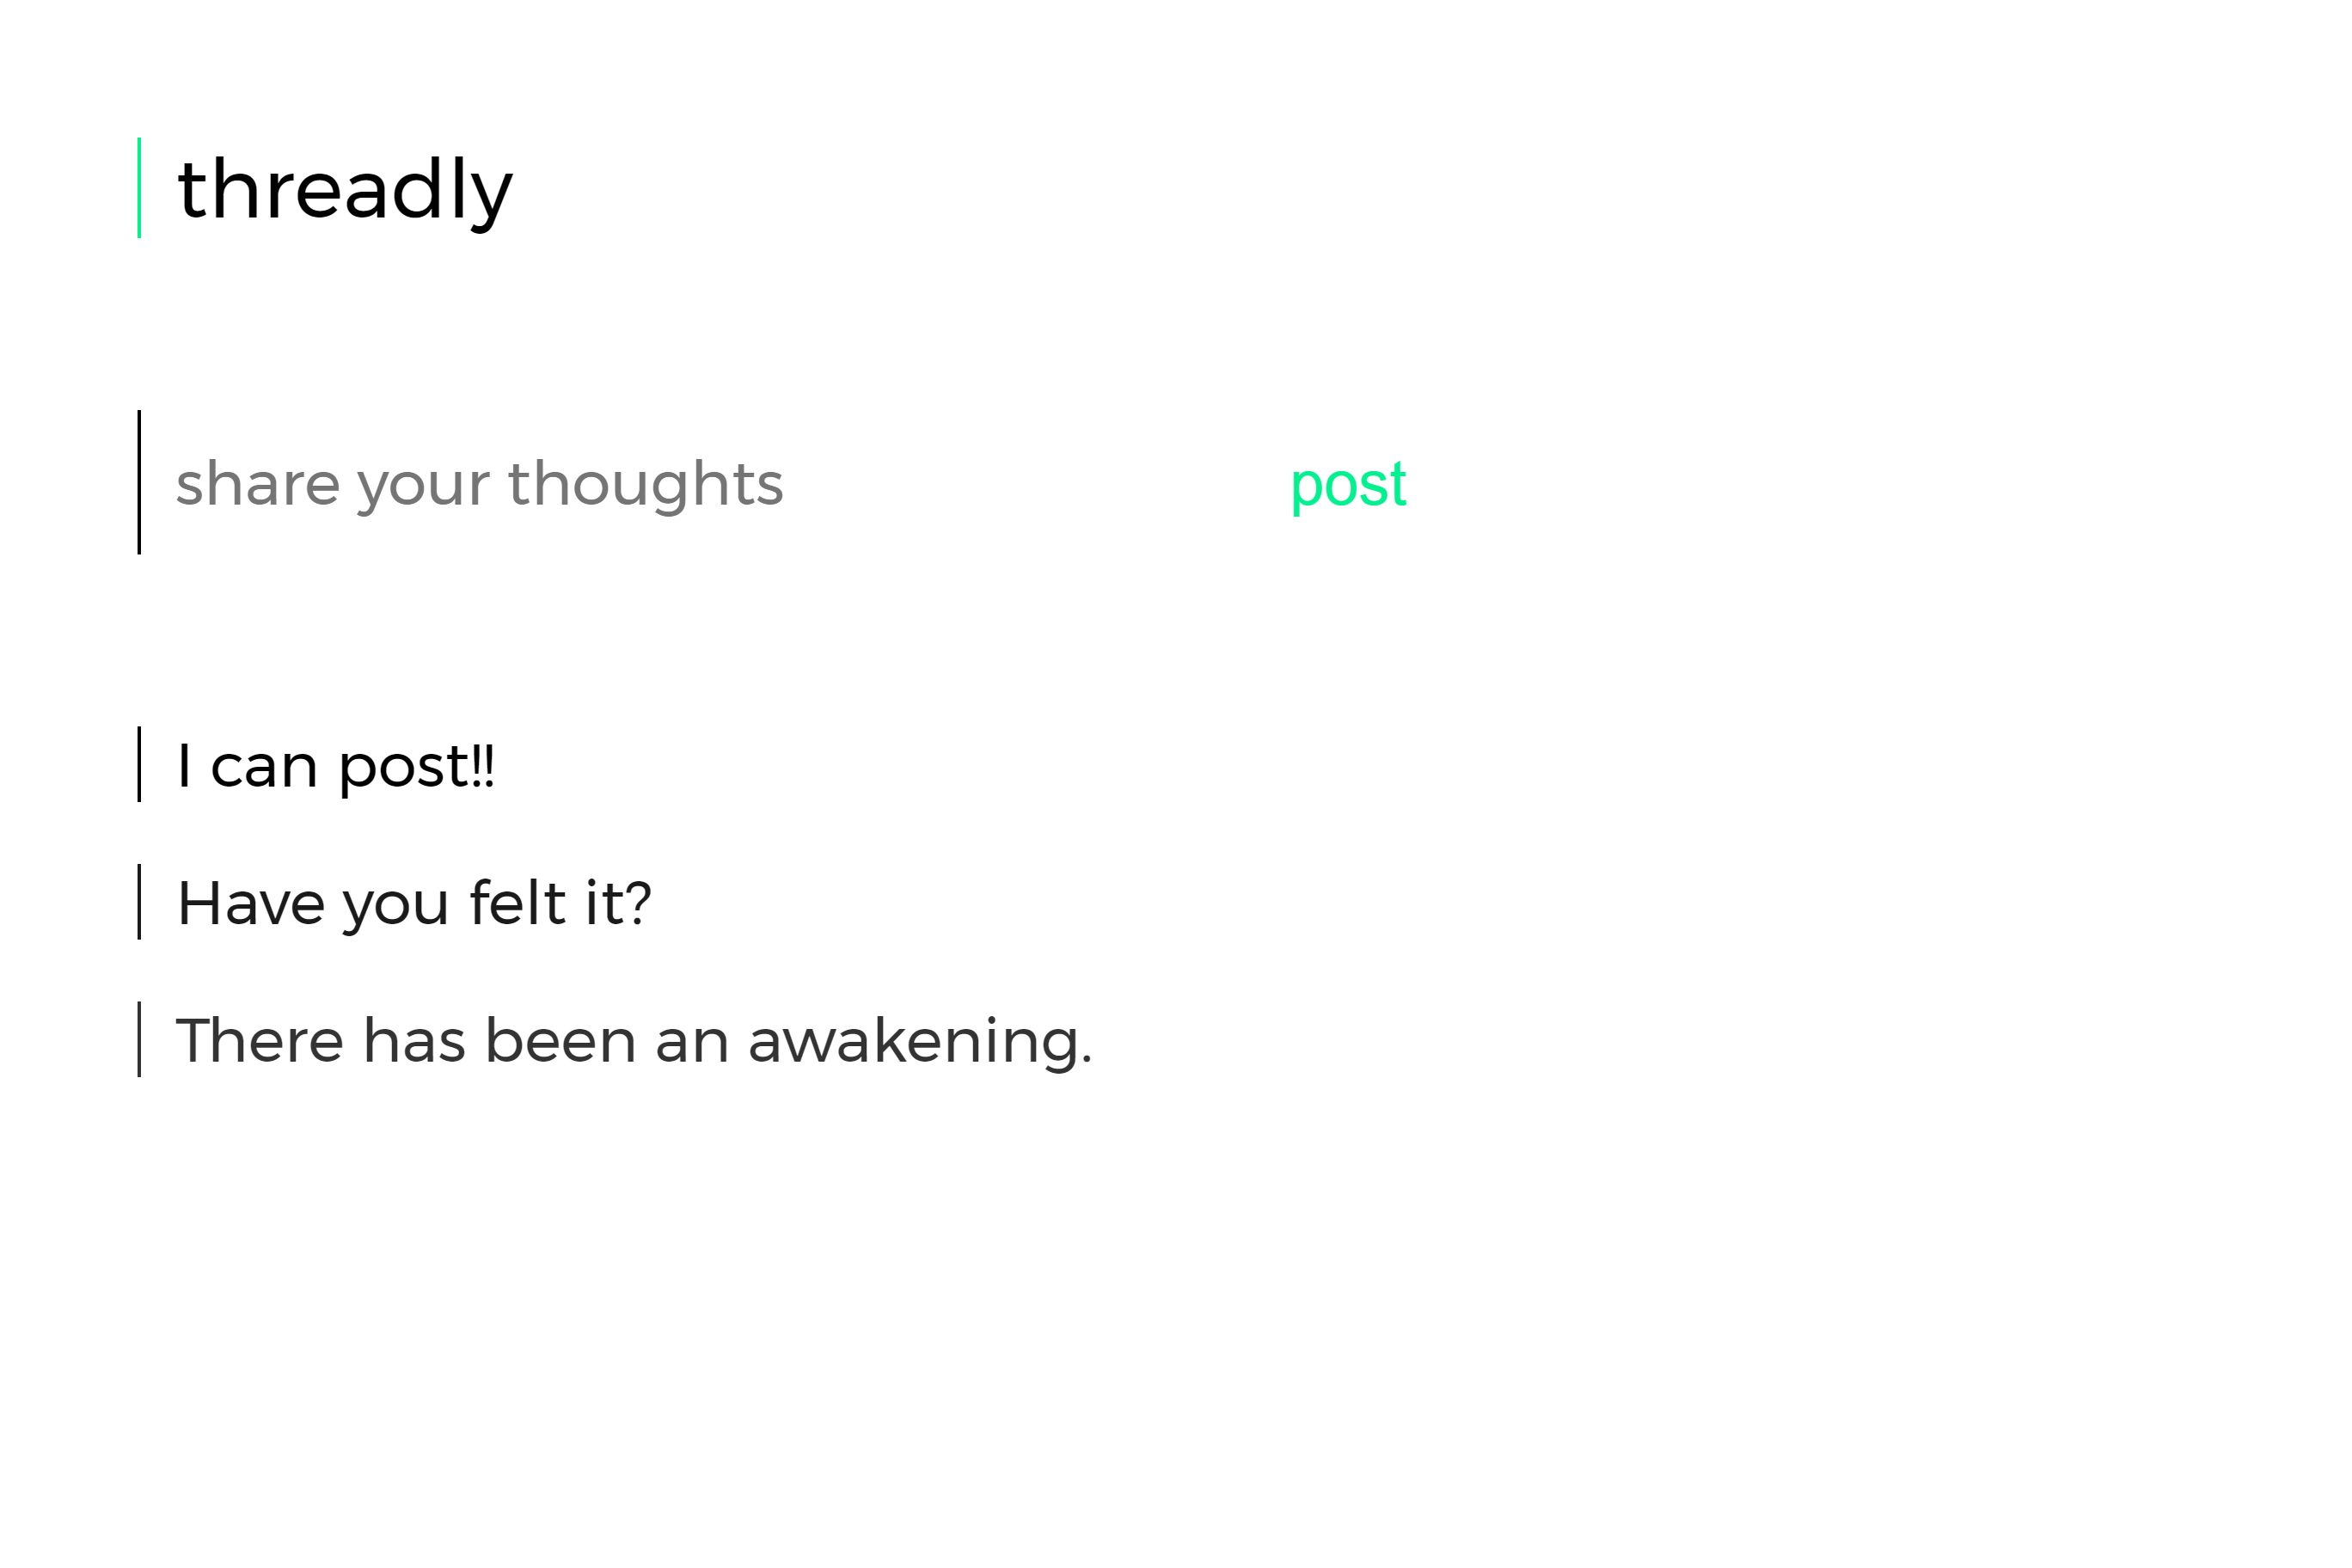 threadly
share your thoughts post
I can post!!
Have you felt it?
There has been an awakening.